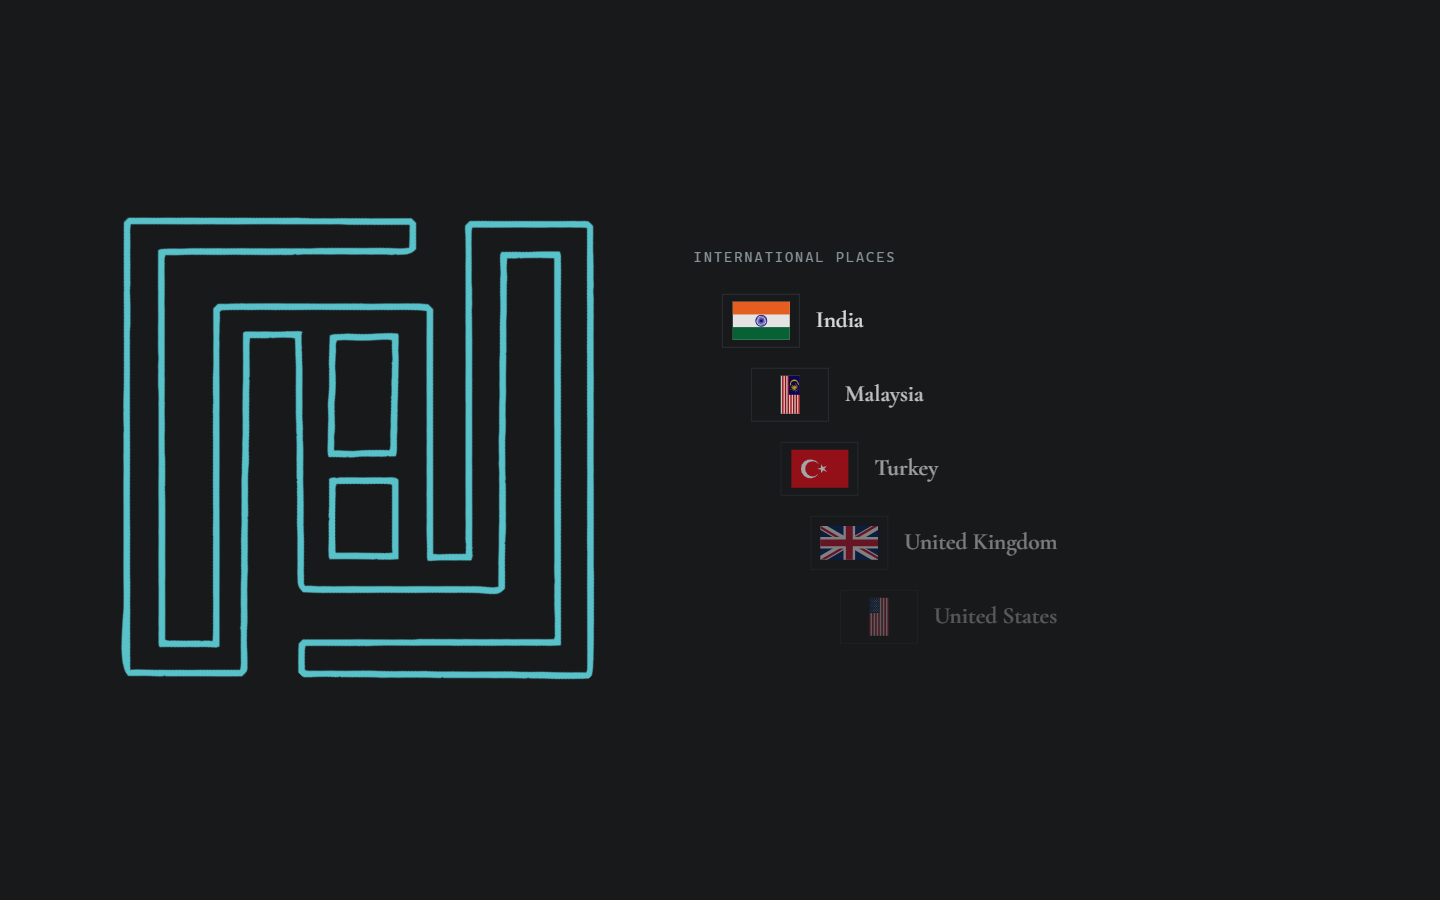 INTERNATIONAL PLACES
India
Malaysia
Turkey
United Kingdom
United States